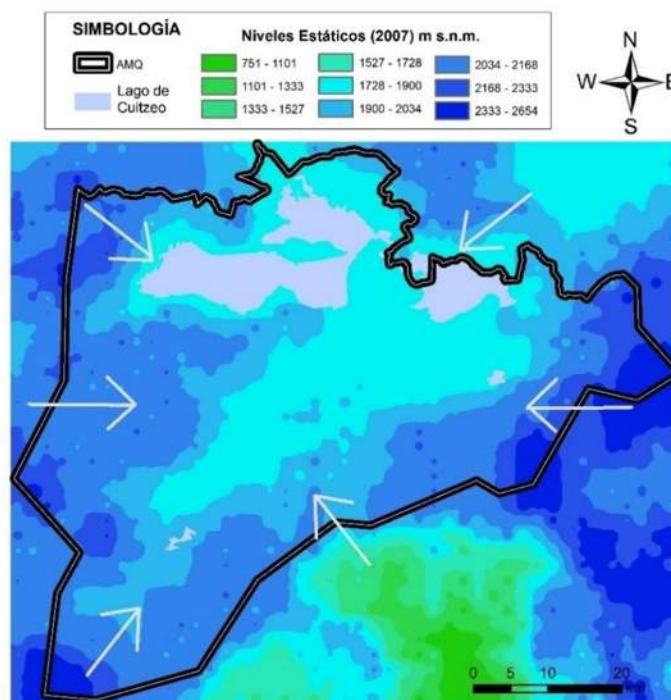 SIMBOLOGÍA
AMQ
Lago de
Cuitzeo
Niveles Estáticos (2007) m s.n.m.
751 - 1101
1101 - 1333
1333 - 1527
1527 - 1728
1728 - 1900
1900 - 2034
2034 - 2168
2168 - 2333
2333 - 2654
N
W
E
S
0 5 10 20